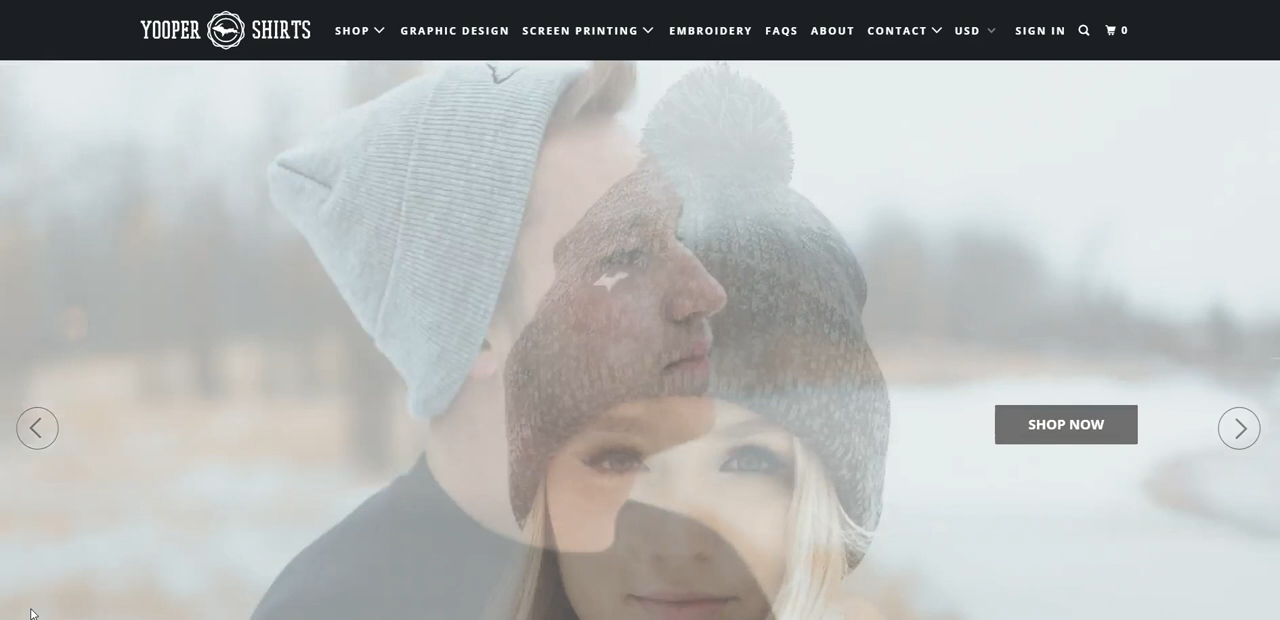 YOOPER SHIRTS
SHOP GRAPHIC DESIGN SCREEN PRINTING EMBROIDERY FAQS ABOUT CONTACT USD SIGN IN 0
SHOP NOW